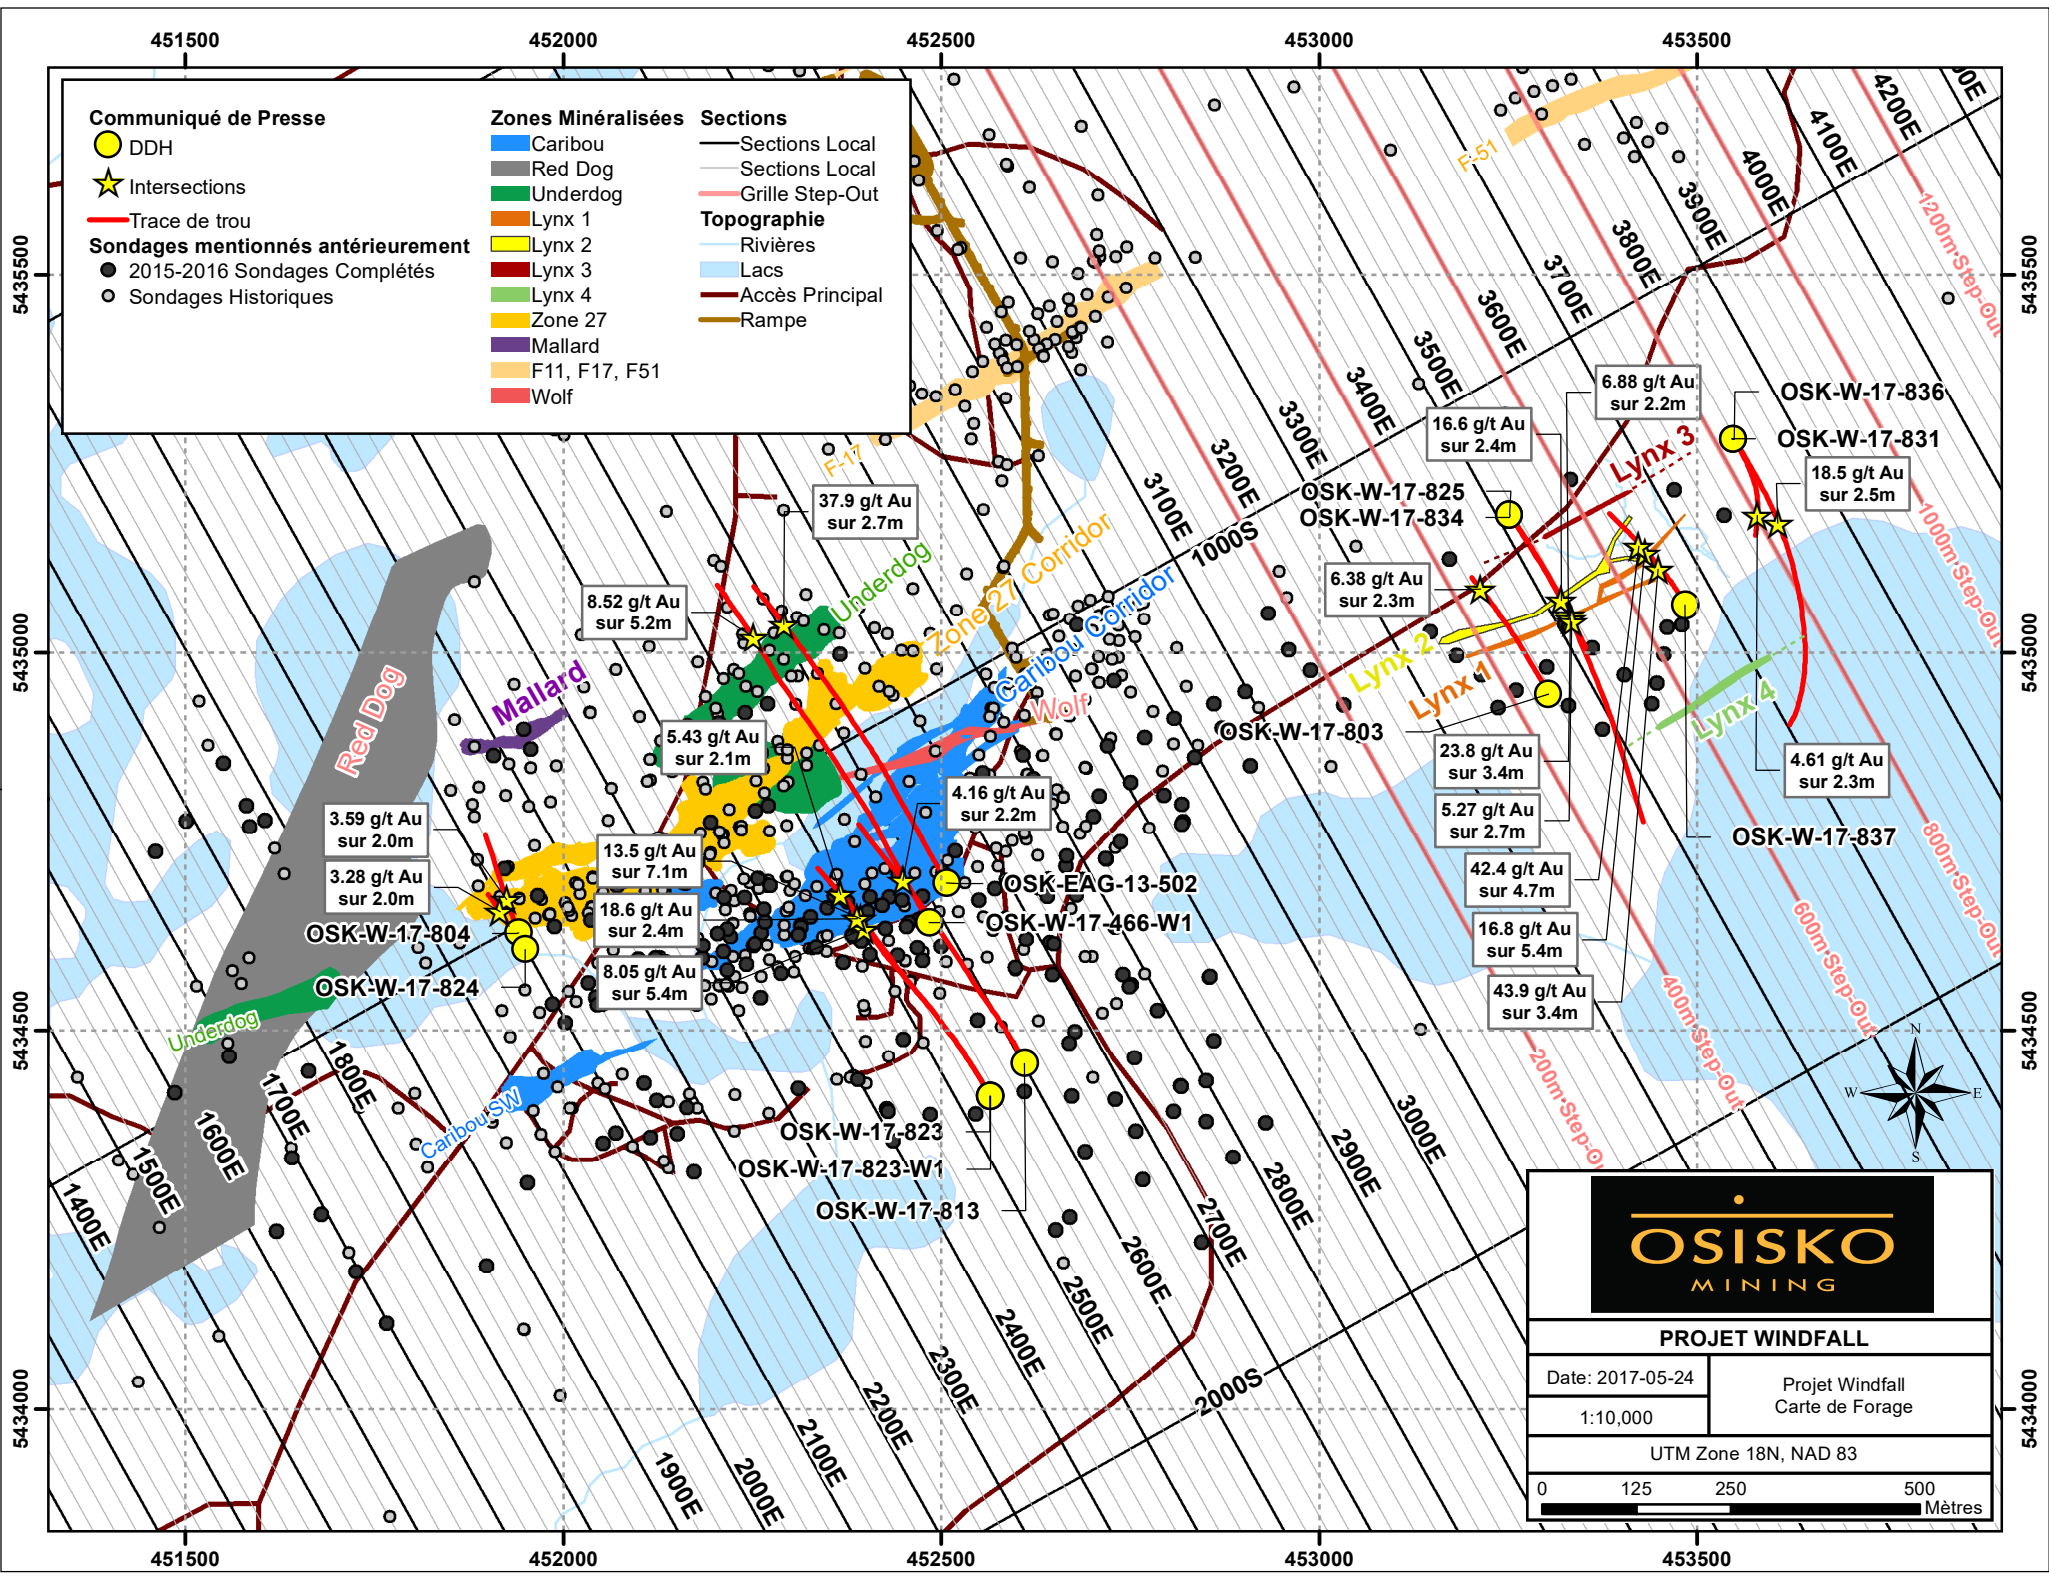 451500
452000
452500
453000
453500
Communiqué de Presse
DDH
Intersections
Trace de trou
Sondages mentionnés antérieurement
2015-2016 Sondages Complétés
Sondages Historiques
Zones Minéralisées
Caribou
Red Dog
Underdog
Lynx 1
Lynx 2
Lynx 3
Lynx 4
Zone 27
Mallard
F11, F17, F51
Wolf
Sections
Sections Local
Sections Local
Grille Step-Out
Topographie
Rivières
Lacs
Accès Principal
Rampe
5435500
5435000
5434500
5434000
5435500
5435000
5434500
5434000
4200E
4100E
4000E
3900E
3800E
3700E
3600E
3500E
3400E
3300E
3200E
3100E
1000S
F-51
F-17
1200m Step-Out
1000m Step-Out
800m Step-Out
600m Step-Out
400m Step-Out
6.88 g/t Au
sur 2.2m
16.6 g/t Au
sur 2.4m
OSK-W-17-836
OSK-W-17-831
18.5 g/t Au
sur 2.5m
Lynx 3
OSK-W-17-825
OSK-W-17-834
6.38 g/t Au
sur 2.3m
Lynx 2
Lynx 1
Lynx 4
OSK-W-17-803
23.8 g/t Au
sur 3.4m
4.61 g/t Au
sur 2.3m
5.27 g/t Au
sur 2.7m
OSK-W-17-837
42.4 g/t Au
sur 4.7m
16.8 g/t Au
sur 5.4m
43.9 g/t Au
sur 3.4m
37.9 g/t Au
sur 2.7m
8.52 g/t Au
sur 5.2m
Underdog
Zone 27 Corridor
Caribou Corridor
Wolf
Mallard
Red Dog
5.43 g/t Au
sur 2.1m
4.16 g/t Au
sur 2.2m
3.59 g/t Au
sur 2.0m
3.28 g/t Au
sur 2.0m
13.5 g/t Au
sur 7.1m
18.6 g/t Au
sur 2.4m
8.05 g/t Au
sur 5.4m
OSK-EAG-13-502
OSK-W-17-466-W1
OSK-W-17-804
OSK-W-17-824
Underdog
Caribou SW
OSK-W-17-823
OSK-W-17-823-W1
OSK-W-17-813
1400E
1500E
1600E
1700E
1800E
1900E
2000E
2100E
2200E
2300E
2400E
2500E
2600E
2700E
2800E
2900E
3000E
2000S
N
W
E
S
OSISKO
MINING
PROJET WINDFALL
Date: 2017-05-24
1:10,000
Projet Windfall
Carte de Forage
UTM Zone 18N, NAD 83
0
125
250
500
Mètres
451500
452000
452500
453000
453500